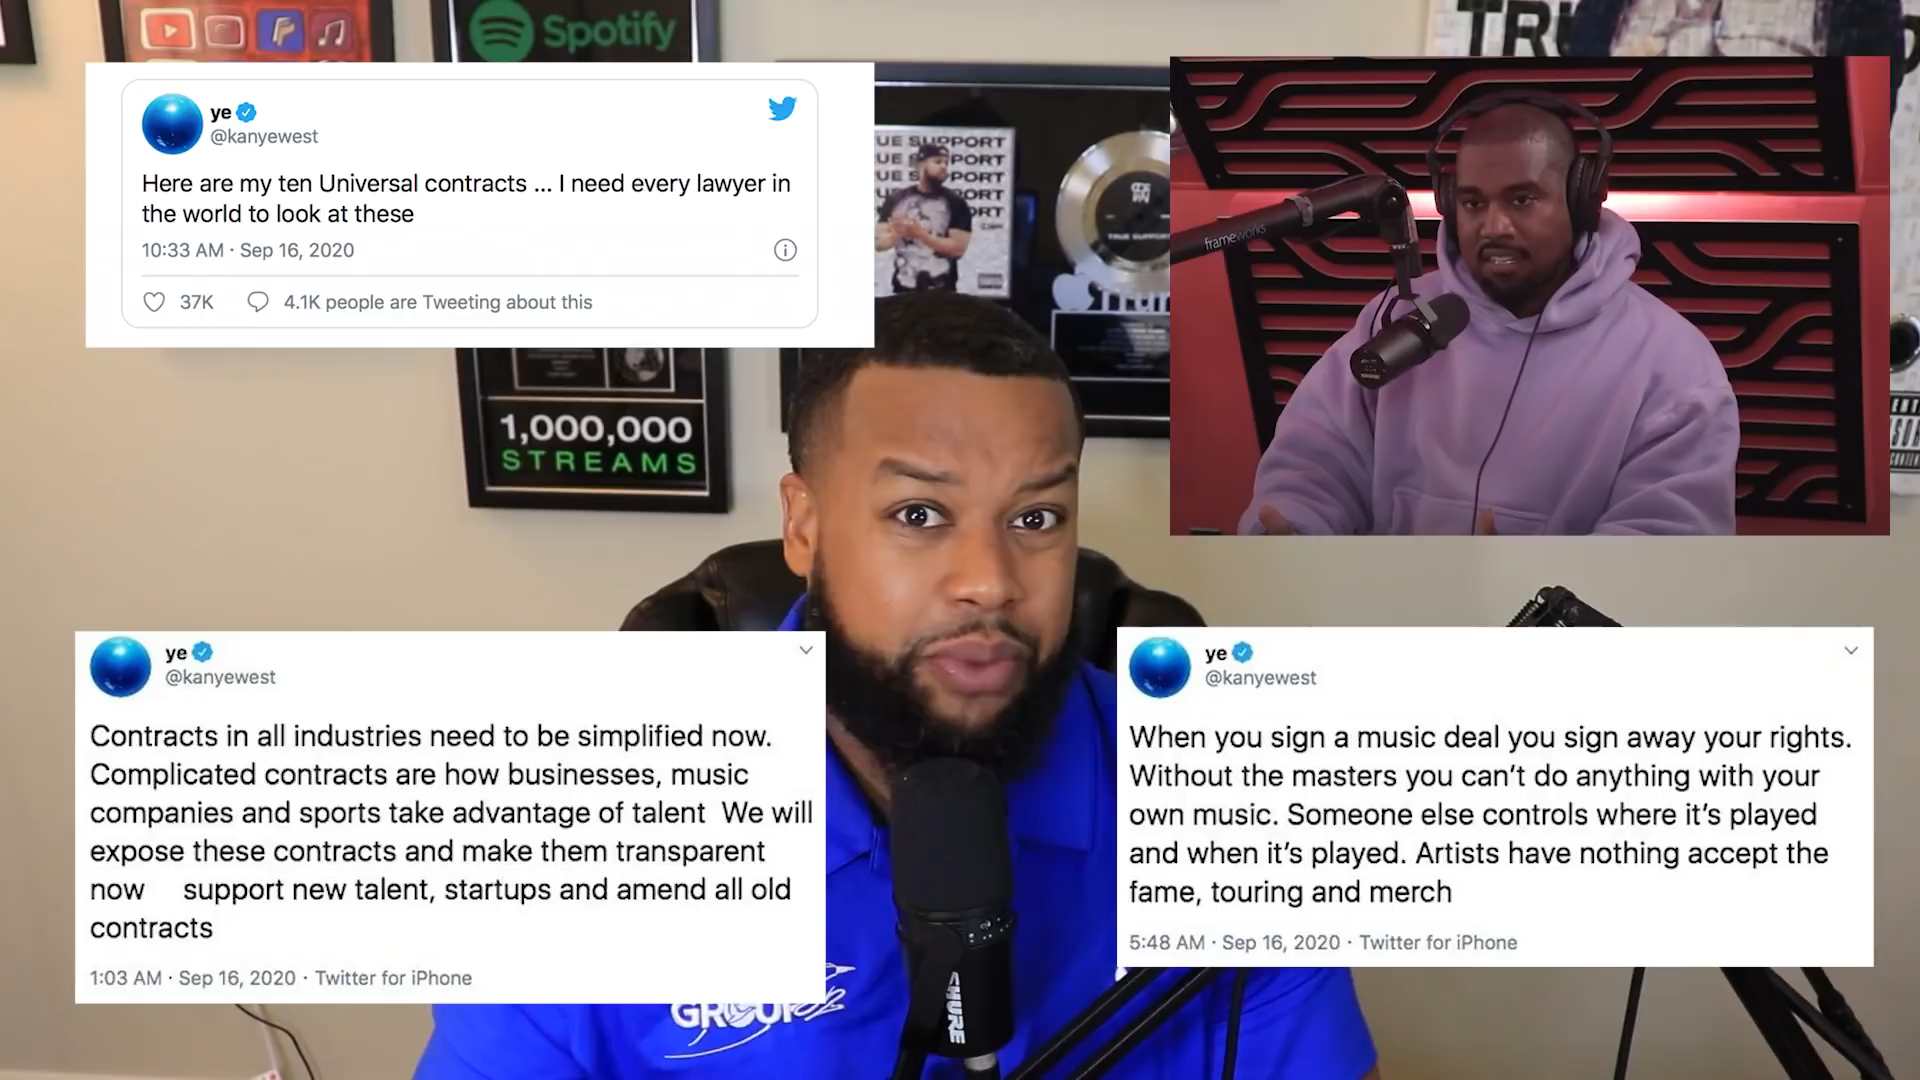 Spotify
TRU
ye
@kanyewest
Here are my ten Universal contracts ... I need every lawyer in
the world to look at these
10:33 AM · Sep 16, 2020
37K
4.1K people are Tweeting about this
UE SUPPORT
frameworks
1,000,000
STREAMS
ye
@kanyewest
Contracts in all industries need to be simplified now.
Complicated contracts are how businesses, music
companies and sports take advantage of talent We will
expose these contracts and make them transparent
now support new talent, startups and amend all old
contracts
1:03 AM · Sep 16, 2020 · Twitter for iPhone
ye
@kanyewest
When you sign a music deal you sign away your rights.
Without the masters you can't do anything with your
own music. Someone else controls where it's played
and when it's played. Artists have nothing accept the
fame, touring and merch
5:48 AM · Sep 16, 2020 · Twitter for iPhone
GROUP
SHURE